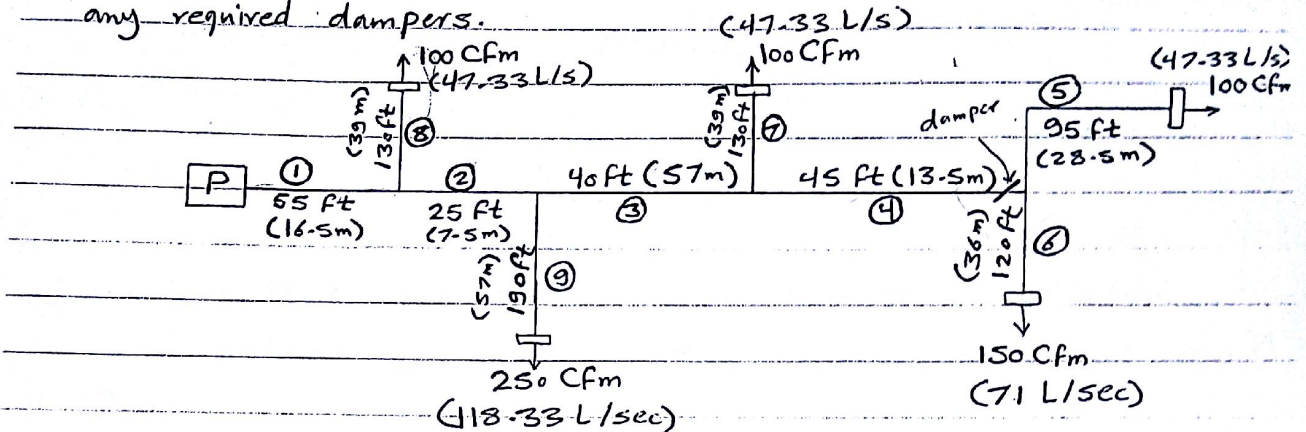 any required dampers.
(47.33 L/s)
100 Cfm
(47.33 L/s)
100 Cfm
(47.33 L/s)
100 Cfm
(39 m)
130 ft
⑧
(39 m)
130 ft
⑦
damper
⑤
95 ft
(28.5m)
P
①
55 ft
(16.5m)
②
25 ft
(7.5m)
40 ft (57m)
③
45 ft (13.5m)
④
(57m)
190 ft
⑨
(36m)
120 ft
⑥
250 Cfm
(118.33 L/sec)
150 Cfm
(71 L/sec)